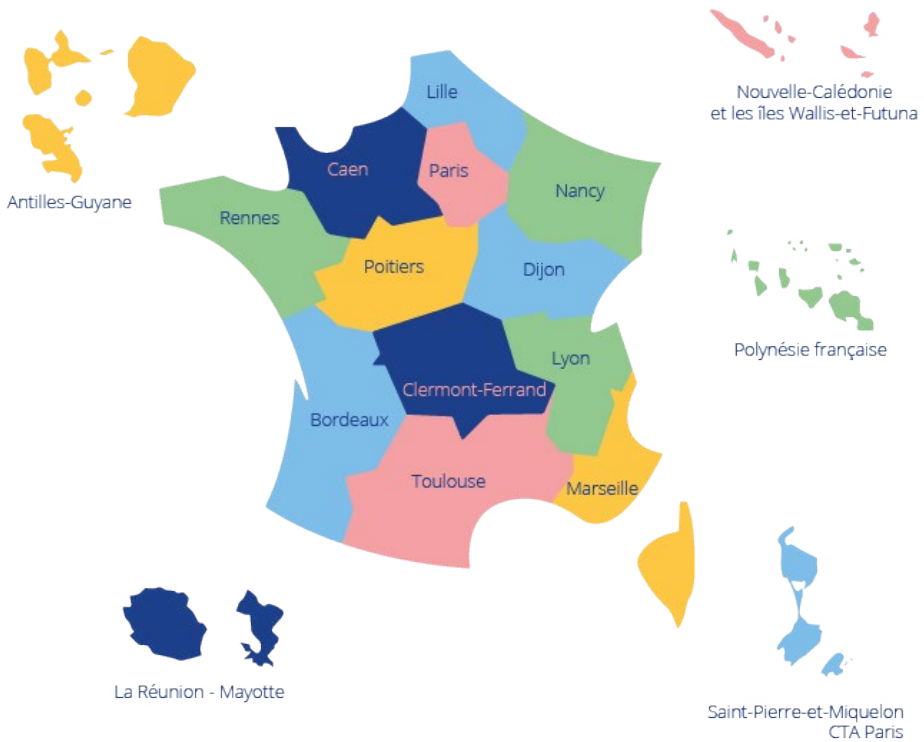 Lille
Nouvelle-Calédonie
et les îles Wallis-et-Futuna
Caen
Paris
Nancy
Antilles-Guyane
Rennes
Poitiers
Dijon
Polynésie française
Lyon
Clermont-Ferrand
Bordeaux
Toulouse
Marseille
La Réunion - Mayotte
Saint-Pierre-et-Miquelon
CTA Paris